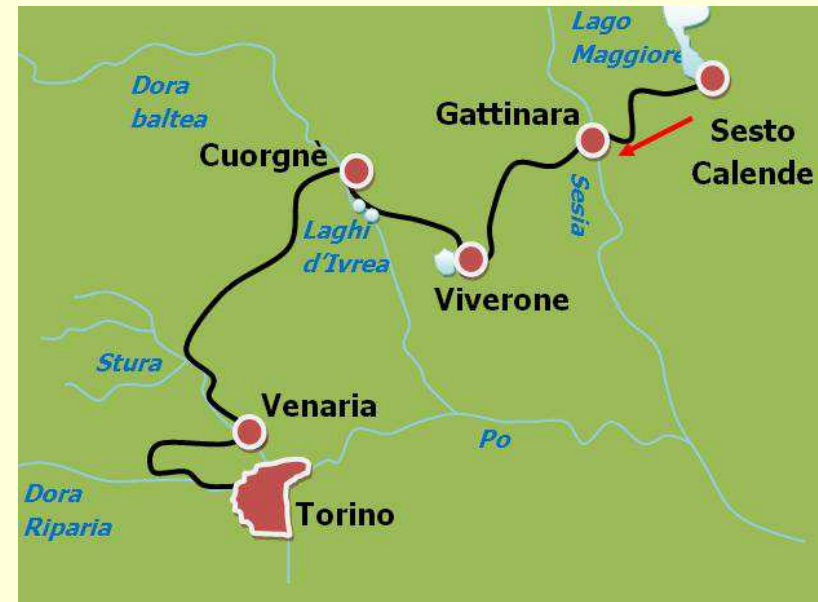 Lago
Maggiore
Dora
baltea
Gattinara
Sesto
Calende
Cuorgnè
Sesia
Laghi
d'Ivrea
Viverone
Stura
Venaria
Po
Dora
Riparia
Torino